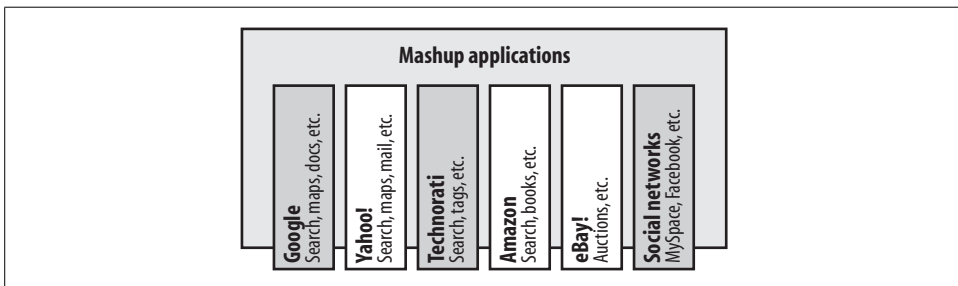 Mashup applications
Google
Search, maps, docs, etc.
Yahoo!
Search, maps, mail, etc.
Technorati
Search, tags, etc.
Amazon
Search, books, etc.
eBay!
Auctions, etc.
Social networks
MySpace, Facebook, etc.